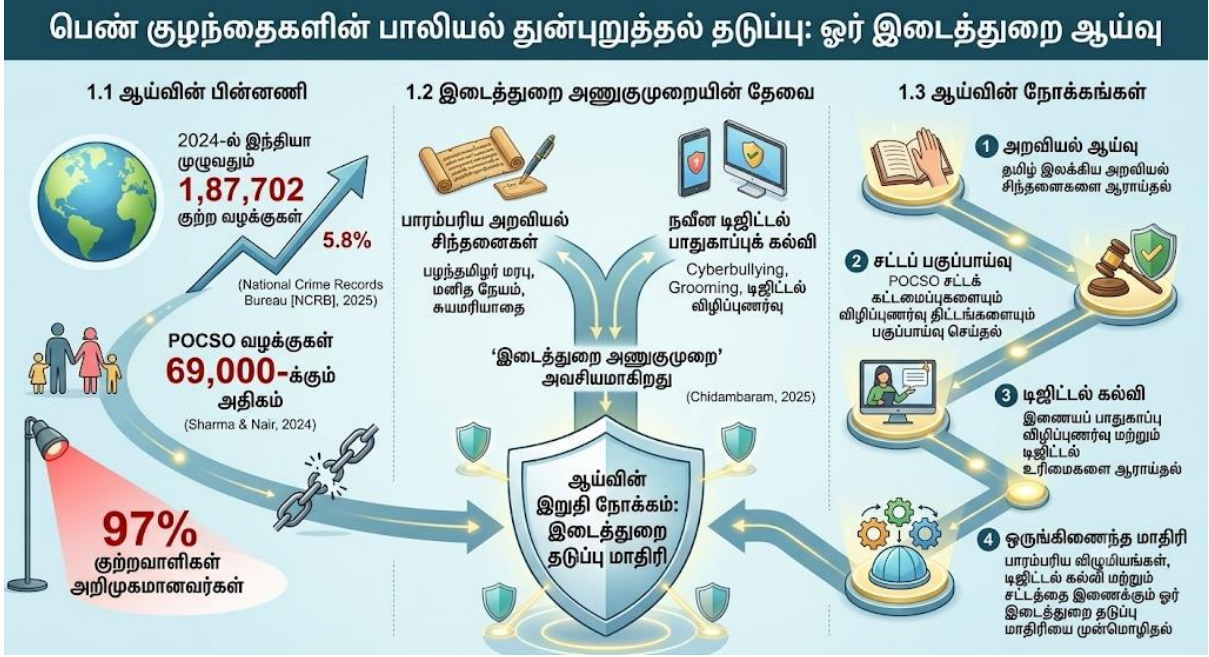 பெண் குழந்தைகளின் பாலியல் துன்புறுத்தல் தடுப்பு: ஓர் இடைத்துறை ஆய்வு
1.1 ஆய்வின் பின்னணி
2024-ல் இந்தியா
முழுவதும்
1,87,702
குற்ற வழக்குகள்
5.8%
(National Crime Records
Bureau [NCRB], 2025)
POCSO வழக்குகள்
69,000-க்கும்
அதிகம்
(Sharma & Nair, 2024)
97%
குற்றவாளிகள்
அறிமுகமானவர்கள்
1.2 இடைத்துறை அணுகுமுறையின் தேவை
பாரம்பரிய அறவியல்
சிந்தனைகள்
பழந்தமிழர் மரபு,
மனித நேயம்,
சுயமரியாதை
நவீன டிஜிட்டல்
பாதுகாப்புக் கல்வி
Cyberbullying,
Grooming, டிஜிட்டல்
விழிப்புணர்வு
‘இடைத்துறை அணுகுமுறை’
அவசியமாகிறது
(Chidambaram, 2025)
ஆய்வின்
இறுதி நோக்கம்:
இடைத்துறை
தடுப்பு மாதிரி
1.3 ஆய்வின் நோக்கங்கள்
1 அறவியல் ஆய்வு
தமிழ் இலக்கிய அறவியல்
சிந்தனைகளை ஆராய்தல்
2 சட்டப் பகுப்பாய்வு
POCSO சட்டக்
கட்டமைப்புகளையும்
விழிப்புணர்வு திட்டங்களையும்
பகுப்பாய்வு செய்தல்
3 டிஜிட்டல் கல்வி
இணையப் பாதுகாப்பு
விழிப்புணர்வு மற்றும்
டிஜிட்டல்
உரிமைகளை ஆராய்தல்
4 ஒருங்கிணைந்த மாதிரி
பாரம்பரிய விழுமியங்கள்,
டிஜிட்டல் கல்வி மற்றும்
சட்டத்தை இணைக்கும் ஓர்
இடைத்துறை தடுப்பு
மாதிரியை முன்மொழிதல்